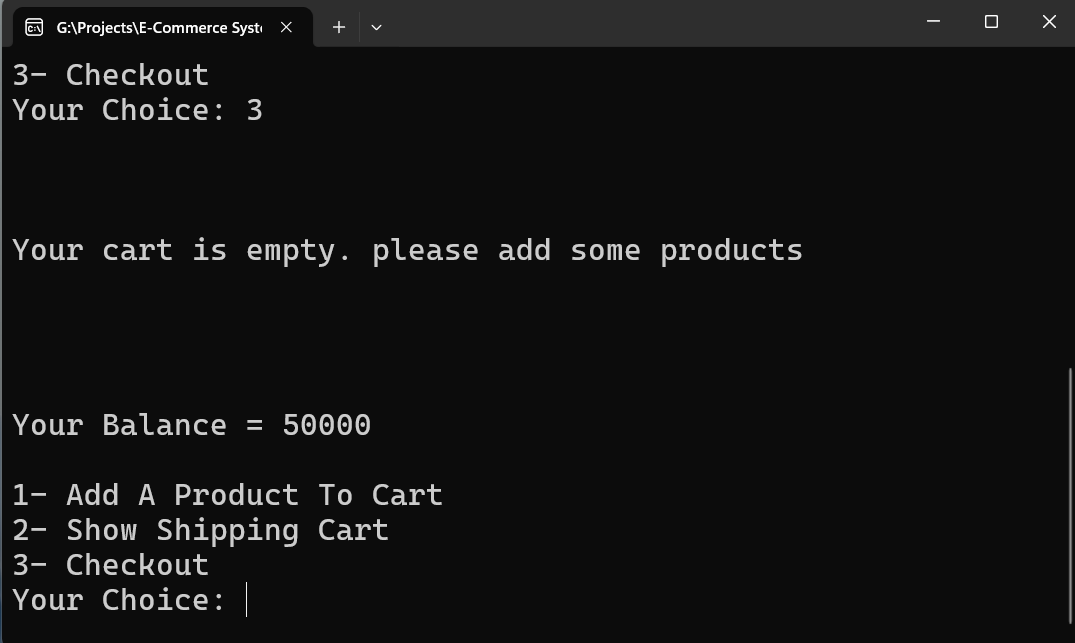 G:\Projects\E-Commerce Syst
3- Checkout
Your Choice: 3
Your cart is empty. please add some products
Your Balance = 50000
1- Add A Product To Cart
2- Show Shipping Cart
3- Checkout
Your Choice: